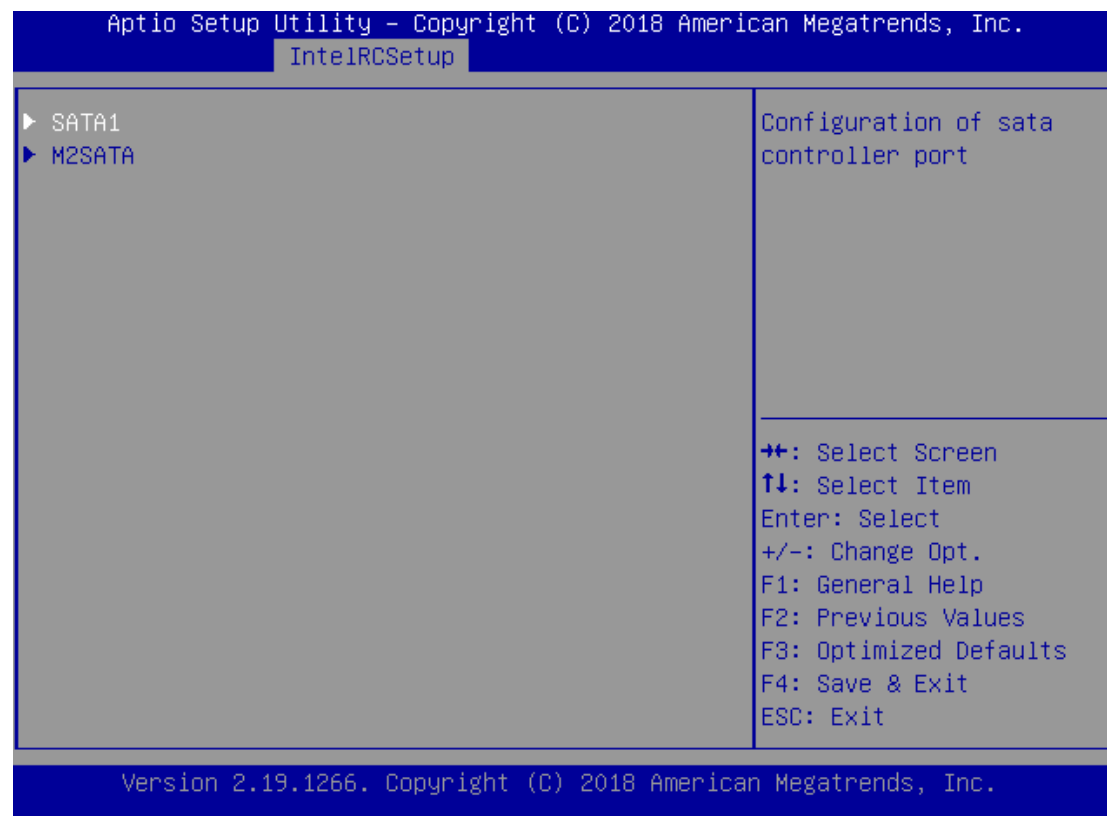 Aptio Setup Utility – Copyright (C) 2018 American Megatrends, Inc.
IntelRCSetup
▶ SATA1
▶ M2SATA
Configuration of sata
controller port
→←: Select Screen
↑↓: Select Item
Enter: Select
+/-: Change Opt.
F1: General Help
F2: Previous Values
F3: Optimized Defaults
F4: Save & Exit
ESC: Exit
Version 2.19.1266. Copyright (C) 2018 American Megatrends, Inc.